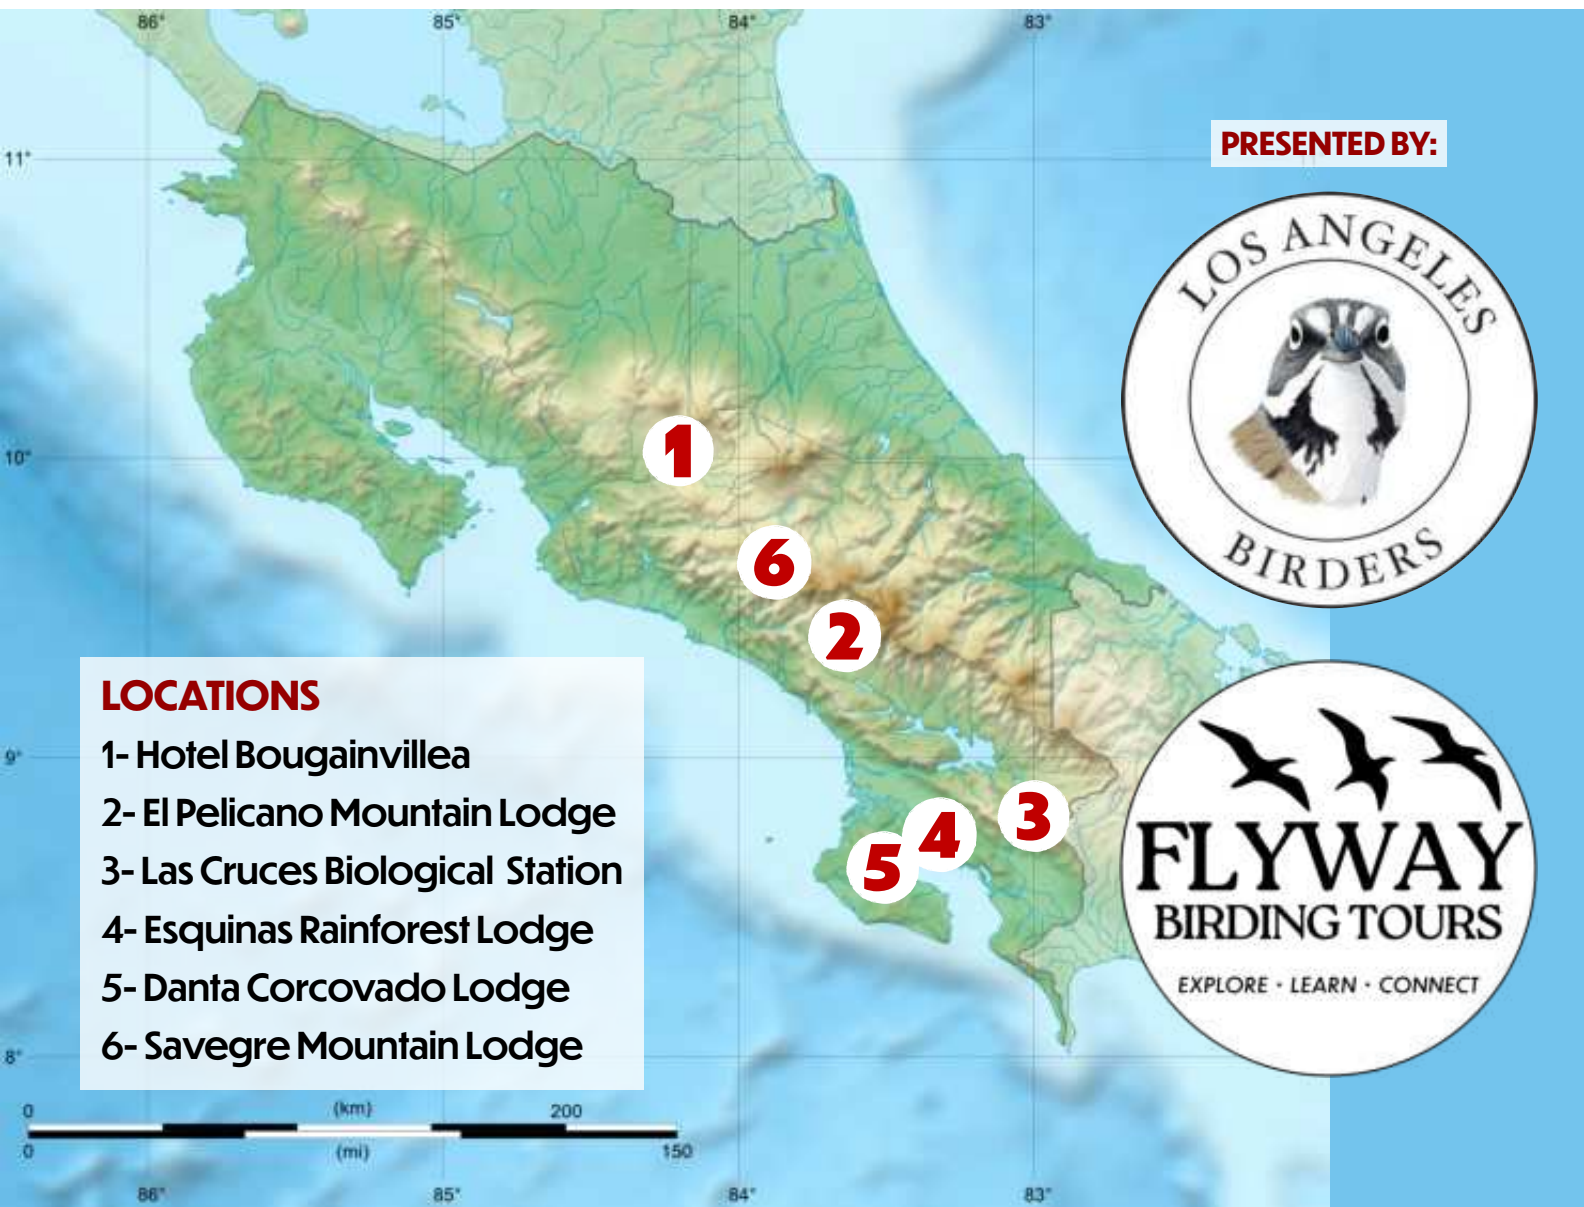 86°
85°
84°
83°
11°
PRESENTED BY:
LOS ANGELES
BIRDERS
10°
1
6
2
3
4
5
9°
LOCATIONS
1- Hotel Bougainvillea
2- El Pelicano Mountain Lodge
3- Las Cruces Biological Station
4- Esquinas Rainforest Lodge
5- Danta Corcovado Lodge
6- Savegre Mountain Lodge
FLYWAY
BIRDING TOURS
EXPLORE · LEARN · CONNECT
8°
0 (km) 200
0 (mi) 150
86°
85°
84°
83°